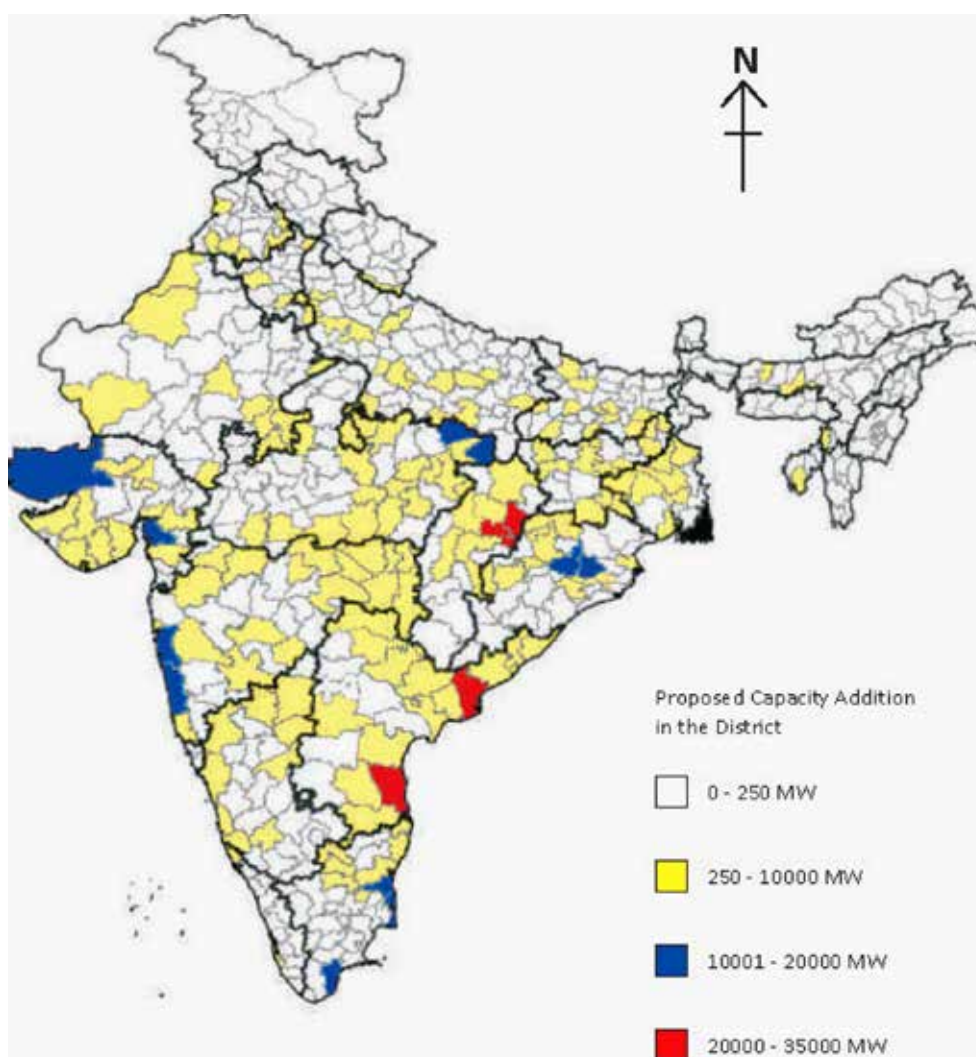 N
Proposed Capacity Addition
in the District
0 - 250 MW
250 - 10000 MW
10001 - 20000 MW
20000 - 35000 MW